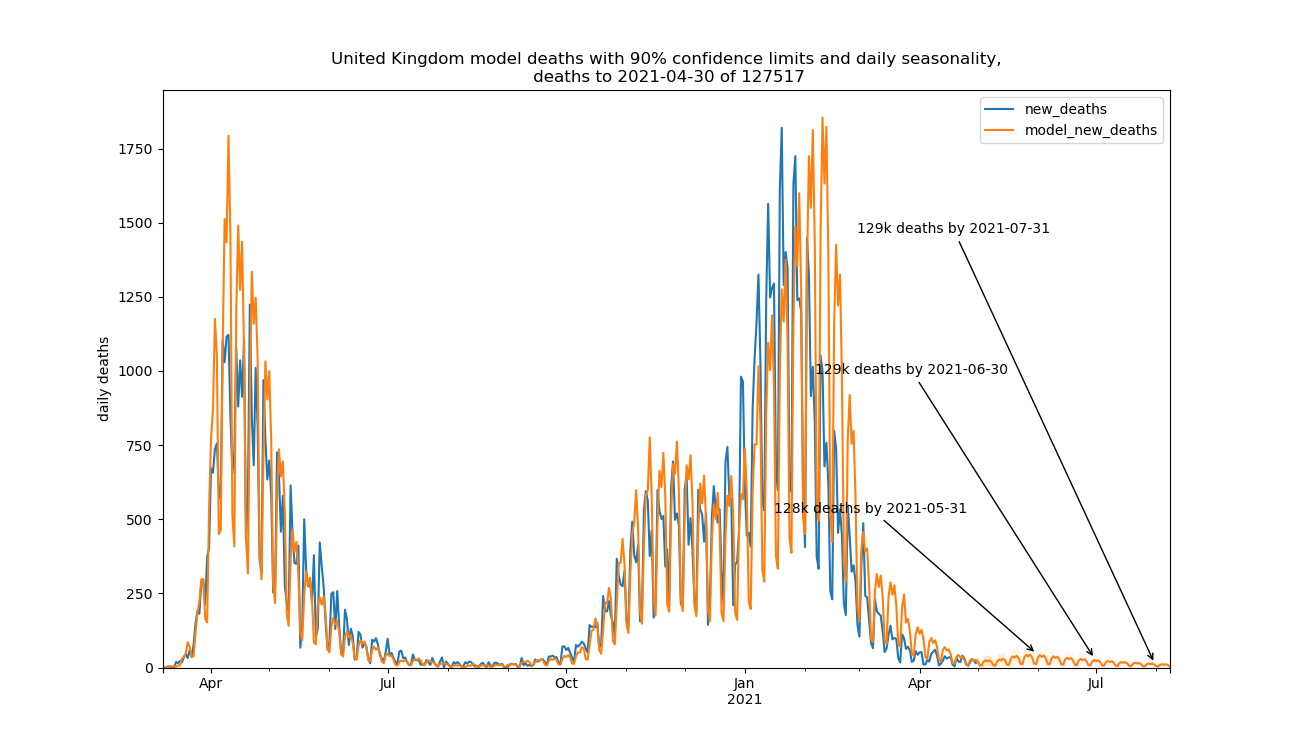 United Kingdom model deaths with 90% confidence limits and daily seasonality,
deaths to 2021-04-30 of 127517
new_deaths
model_new_deaths
1750
1500
1250
1000
750
500
250
0
daily deaths
129k deaths by 2021-07-31
129k deaths by 2021-06-30
128k deaths by 2021-05-31
Apr
Jul
Oct
Jan
2021
Apr
Jul